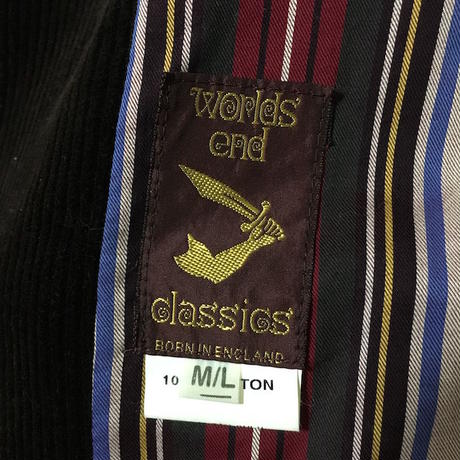 worlds
end
classics
BORN IN ENGLAND
10 M/L TON